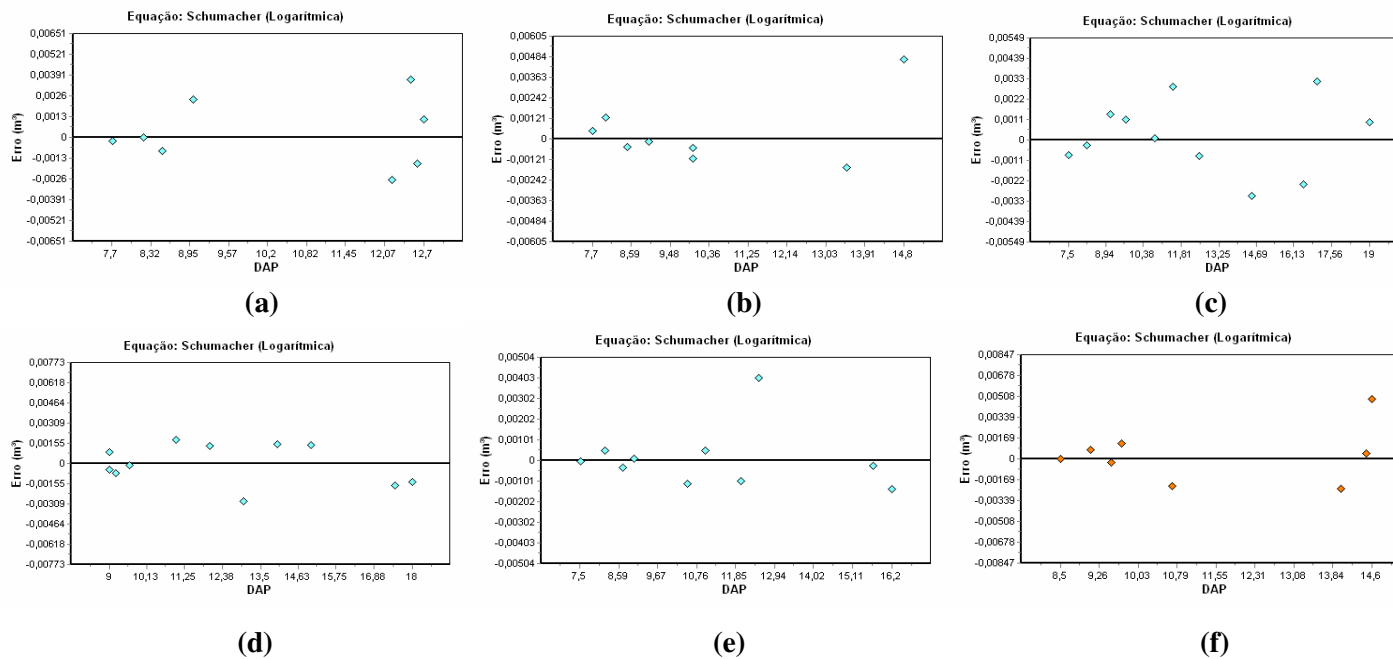 Equação: Schumacher (Logarítmica)
Erro (m³)
0,00651
0,00521
0,00391
0,0026
0,0013
0
-0,0013
-0,0026
-0,00391
-0,00521
-0,00651
7,7 8,32 8,95 9,57 10,2 10,82 11,45 12,07 12,7
DAP
(a)
Equação: Schumacher (Logarítmica)
Erro (m³)
0,00605
0,00484
0,00363
0,00242
0,00121
0
-0,00121
-0,00242
-0,00363
-0,00484
-0,00605
7,7 8,59 9,48 10,36 11,25 12,14 13,03 13,91 14,8
DAP
(b)
Equação: Schumacher (Logarítmica)
Erro (m³)
0,00549
0,00439
0,0033
0,0022
0,0011
0
-0,0011
-0,0022
-0,0033
-0,00439
-0,00549
7,5 8,94 10,38 11,81 13,25 14,69 16,13 17,56 19
DAP
(c)
Equação: Schumacher (Logarítmica)
Erro (m³)
0,00773
0,00618
0,00464
0,00309
0,00155
0
-0,00155
-0,00309
-0,00464
-0,00618
-0,00773
9 10,13 11,25 12,38 13,5 14,63 15,75 16,88 18
DAP
(d)
Equação: Schumacher (Logarítmica)
Erro (m³)
0,00504
0,00403
0,00302
0,00202
0,00101
0
-0,00101
-0,00202
-0,00302
-0,00403
-0,00504
7,5 8,59 9,67 10,76 11,85 12,94 14,02 15,11 16,2
DAP
(e)
Equação: Schumacher (Logarítmica)
Erro (m³)
0,00847
0,00678
0,00508
0,00339
0,00169
0
-0,00169
-0,00339
-0,00508
-0,00678
-0,00847
8,5 9,26 10,03 10,79 11,55 12,31 13,08 13,84 14,6
DAP
(f)